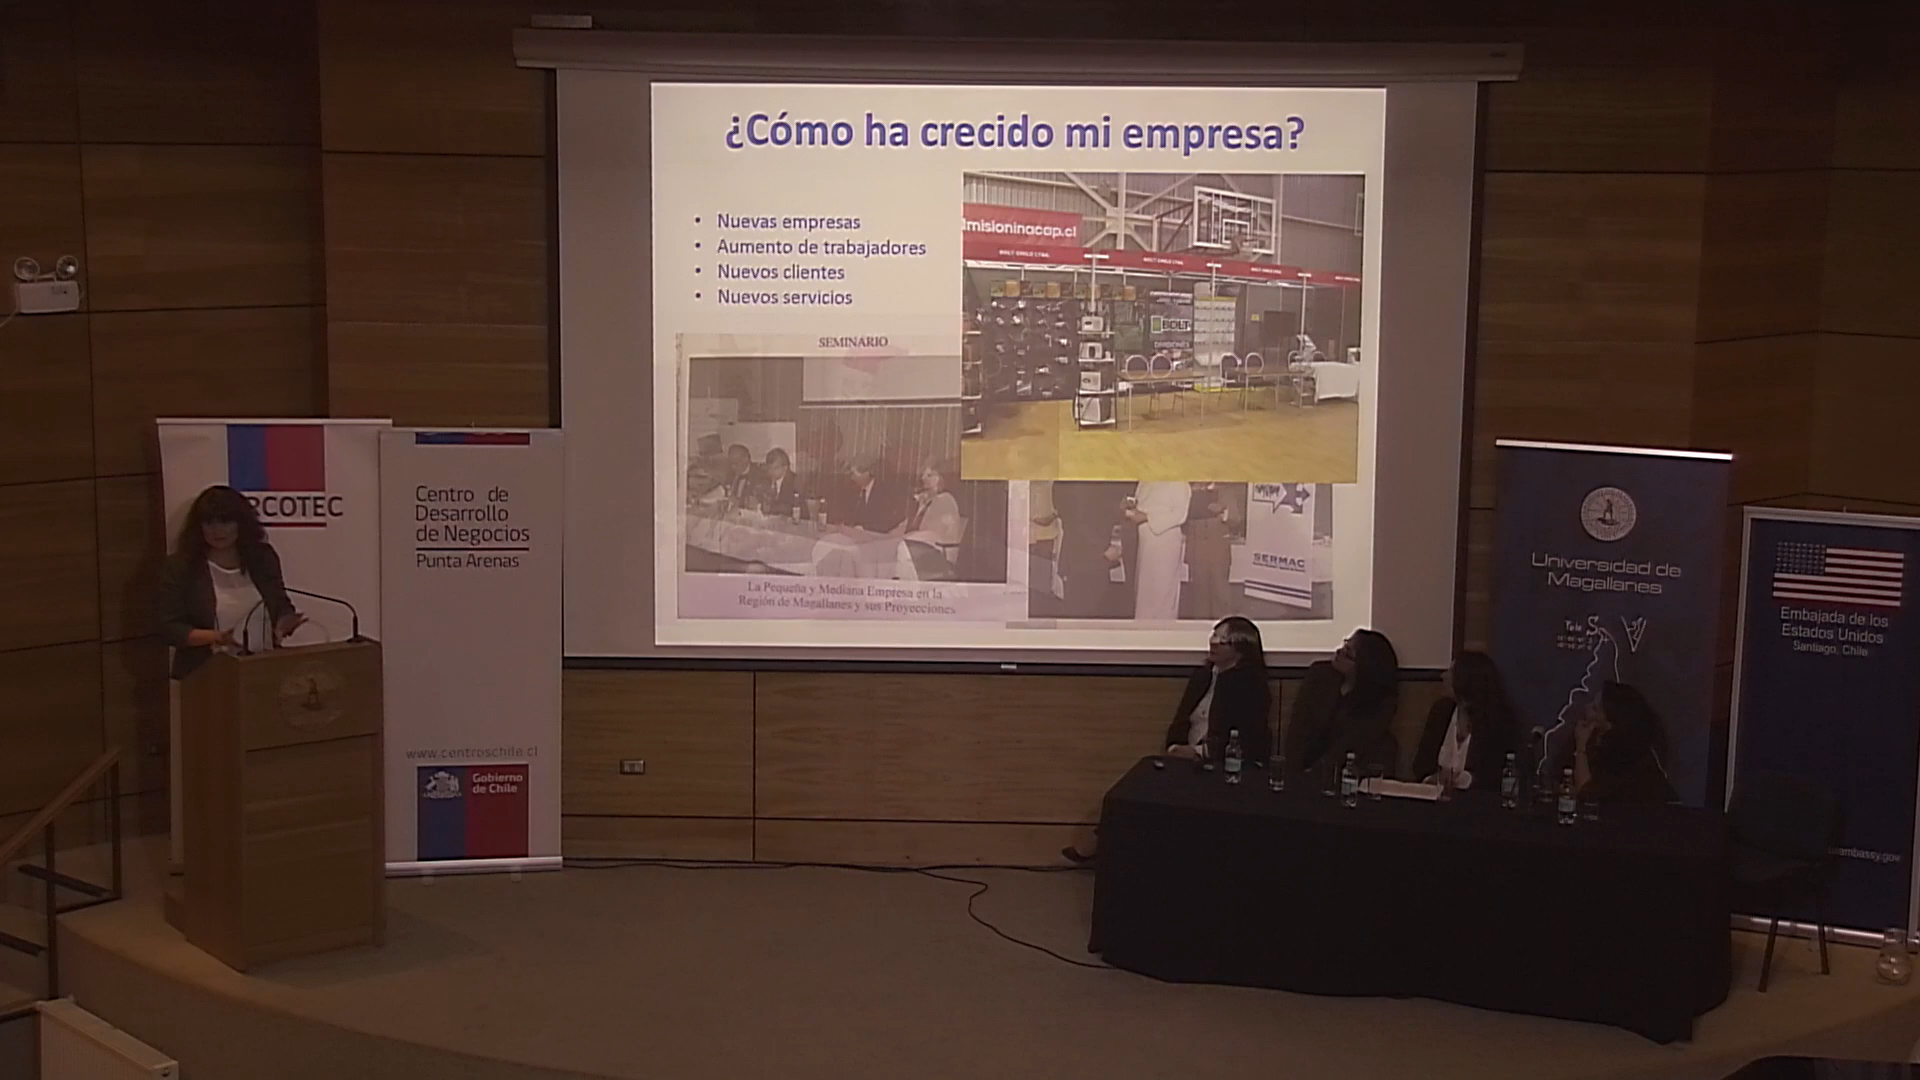 ¿Cómo ha crecido mi empresa?
• Nuevas empresas
• Aumento de trabajadores
• Nuevos clientes
• Nuevos servicios
misioninacap.cl
BOLT
SEMINARIO
La Pequeña y Mediana Empresa en la
Región de Magallanes y sus Proyecciones
SERMAC
RCOTEC
Centro de
Desarrollo
de Negocios
Punta Arenas
www.centroschile.cl
Gobierno
de Chile
Universidad de
Magallanes
Embajada de los
Estados Unidos
Santiago, Chile